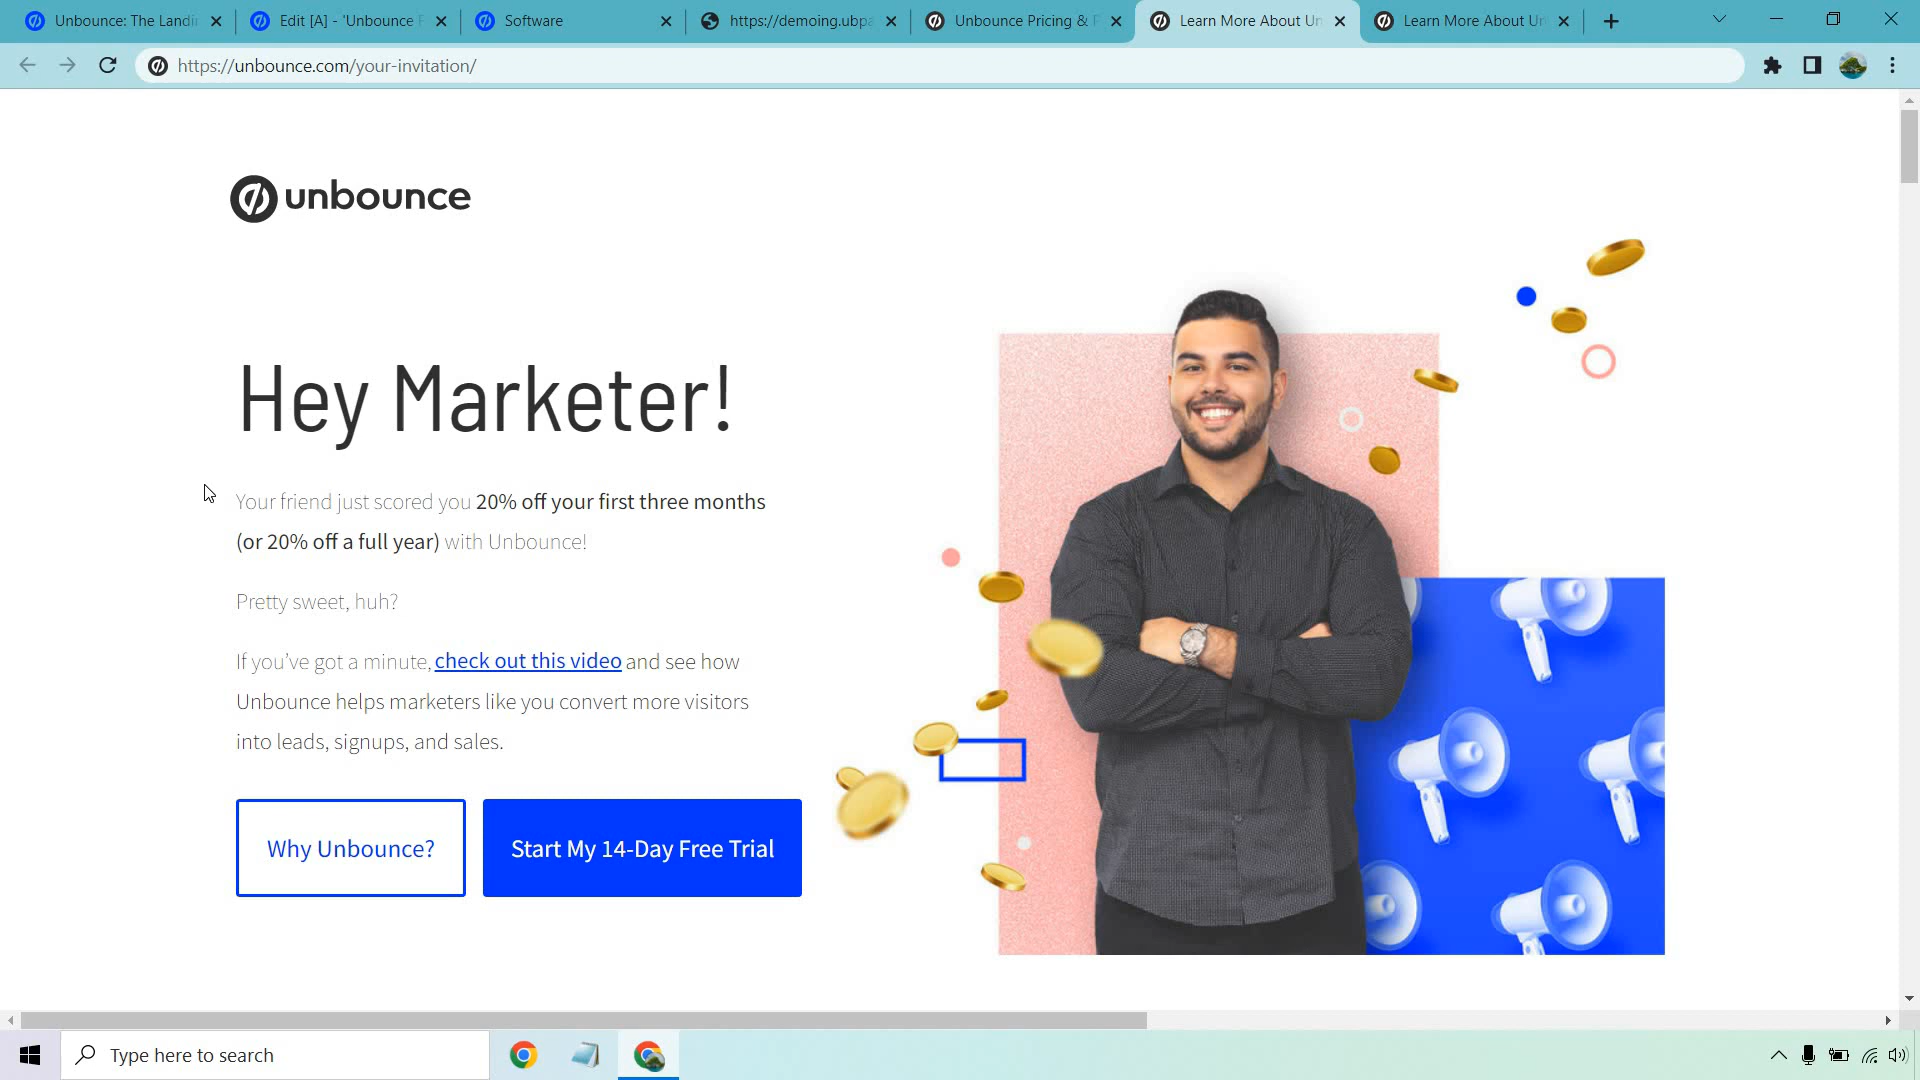 Unbounce: The Landi
Edit [A] - 'Unbounce
Software
https://demoing.ubpa
Unbounce Pricing &
Learn More About Un
Learn More About Un
https://unbounce.com/your-invitation/
unbounce
Hey Marketer!
Your friend just scored you 20% off your first three months
(or 20% off a full year) with Unbounce!
Pretty sweet, huh?
If you’ve got a minute, check out this video and see how
Unbounce helps marketers like you convert more visitors
into leads, signups, and sales.
Why Unbounce?
Start My 14-Day Free Trial
Type here to search